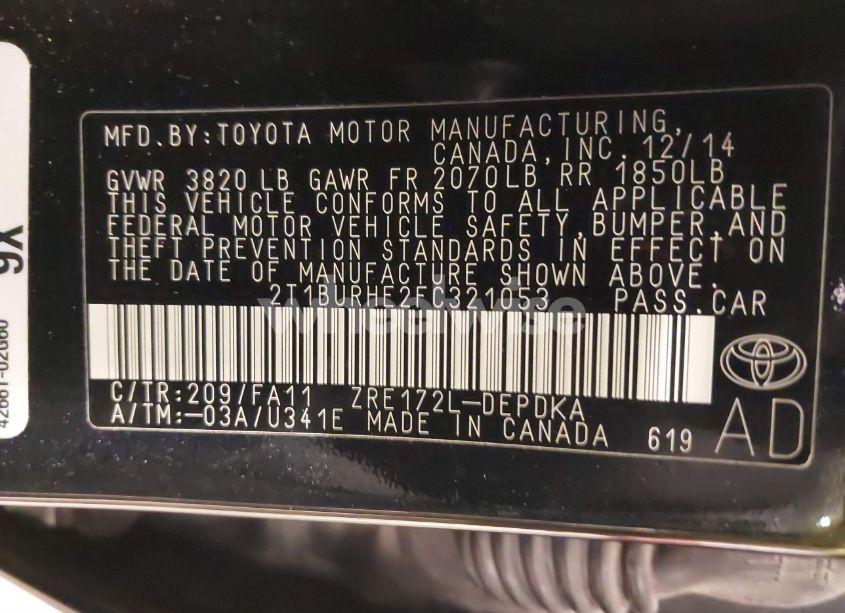 MFD.BY:TOYOTA MOTOR MANUFACTURING,
CANADA,INC. 12/14
GVWR 3820 LB GAWR FR 2070LB RR 1850LB
THIS VEHICLE CONFORMS TO ALL APPLICABLE
FEDERAL MOTOR VEHICLE SAFETY,BUMPER,AND
THEFT PREVENTION STANDARDS IN EFFECT ON
THE DATE OF MANUFACTURE SHOWN ABOVE.
PASS.CAR
wheelwise
C/TR:209/FA11 ZRE172L-DEPDKA
A/TM:-03A/U341E MADE IN CANADA 619
AD